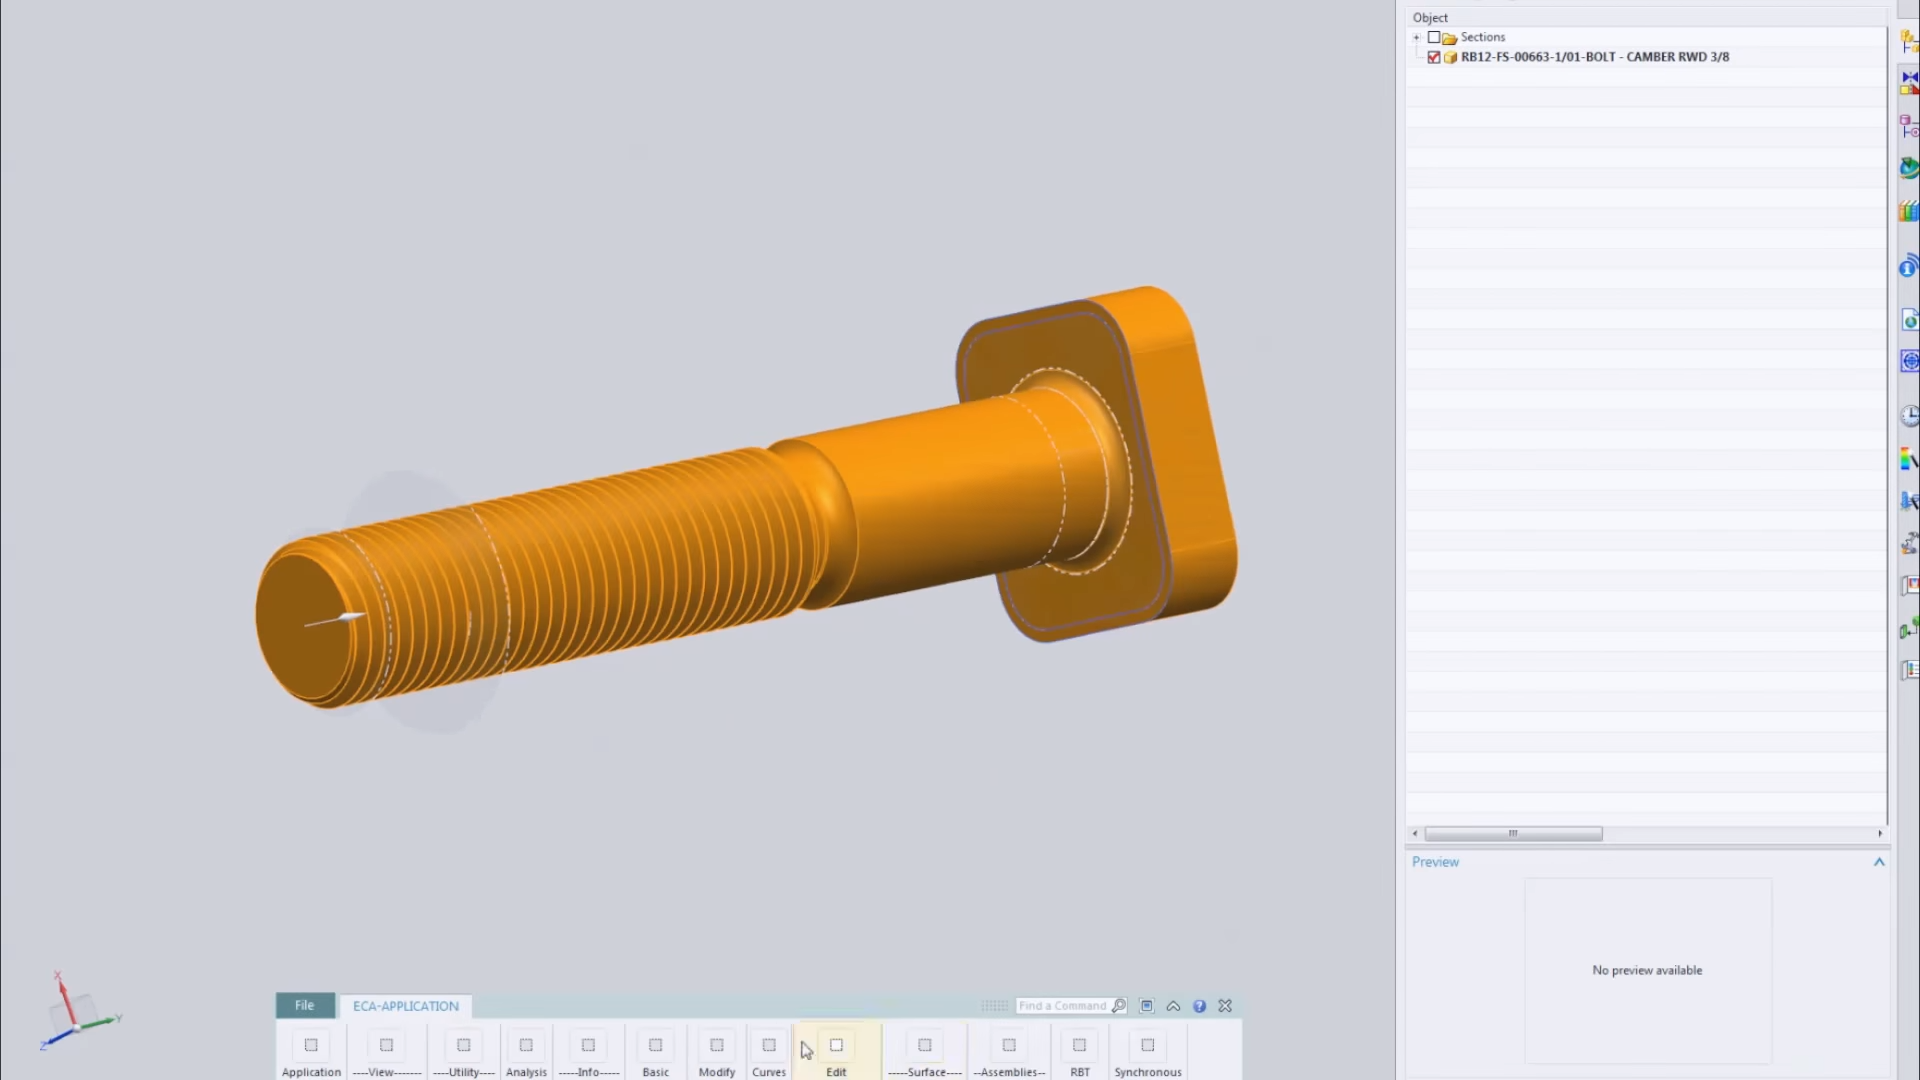 Object
Sections
RB12-FS-00663-1/01-BOLT - CAMBER RWD 3/8
Preview
No preview available
X
Y
Z
File
ECA-APPLICATION
Find a Command
Application
----View-------
----Utility----
Analysis
-----Info-----
Basic
Modify
Curves
Edit
-----Surface----
--Assemblies--
RBT
Synchronous